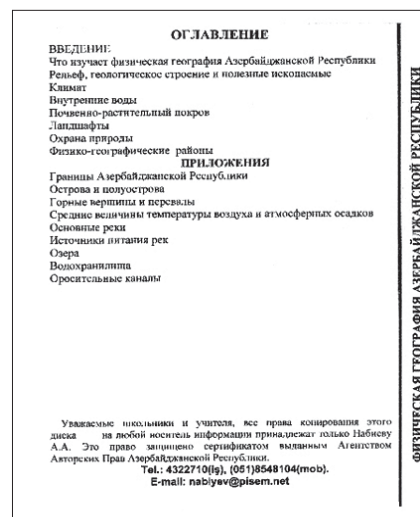 ОГЛАВЛЕНИЕ
ВВЕДЕНИЕ
Что изучает физическая география Азербайджанской Республики
Рельеф, геологическое строение и полезные ископаемые
Климат
Внутренние воды
Почвенно-растительный покров
Ландшафты
Охрана природы
Физико-географические районы
ПРИЛОЖЕНИЯ
Границы Азербайджанской Республики
Острова и полуострова
Горные вершины и перевалы
Средние величины температуры воздуха и атмосферных осадков
Основные реки
Источники питания рек
Озера
Водохранилища
Оросительные каналы
Уважаемые школьники и учителя, все права копирования этого
диска на любой носитель информации принадлежат только Набиеву
А.А. Это право защищено сертификатом выданным Агентством
Авторских Прав Азербайджанской Республики.
Tel.: 4322710(iş), (051)8548104(mob).
E-mail: nabiyev@pisem.net
ФИЗИЧЕСКАЯ ГЕОГРАФИЯ АЗЕРБАЙДЖАНСКОЙ РЕСПУБЛИКИ